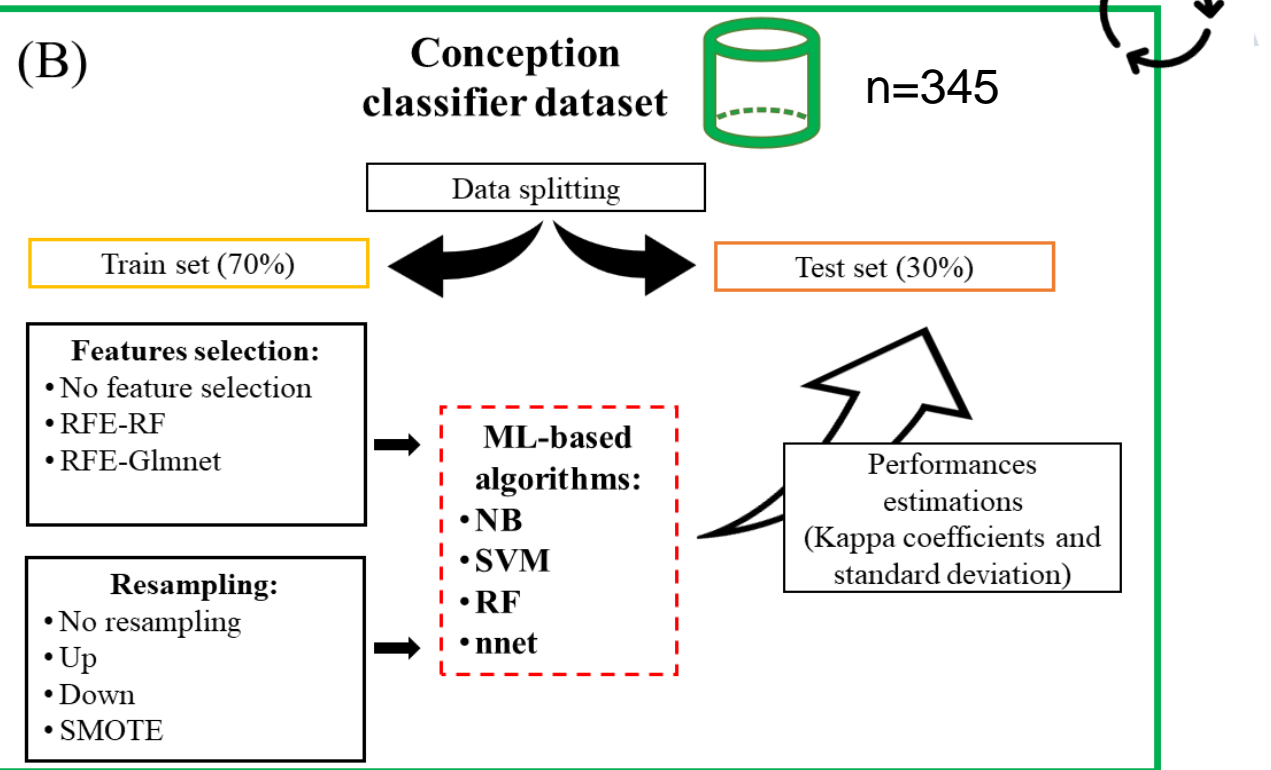 (B)
Conception
classifier dataset
n=345
Data splitting
Train set (70%)
Test set (30%)
Features selection:
• No feature selection
• RFE-RF
• RFE-Glmnet
ML-based
algorithms:
• NB
• SVM
• RF
• nnet
Performances
estimations
(Kappa coefficients and
standard deviation)
Resampling:
• No resampling
• Up
• Down
• SMOTE